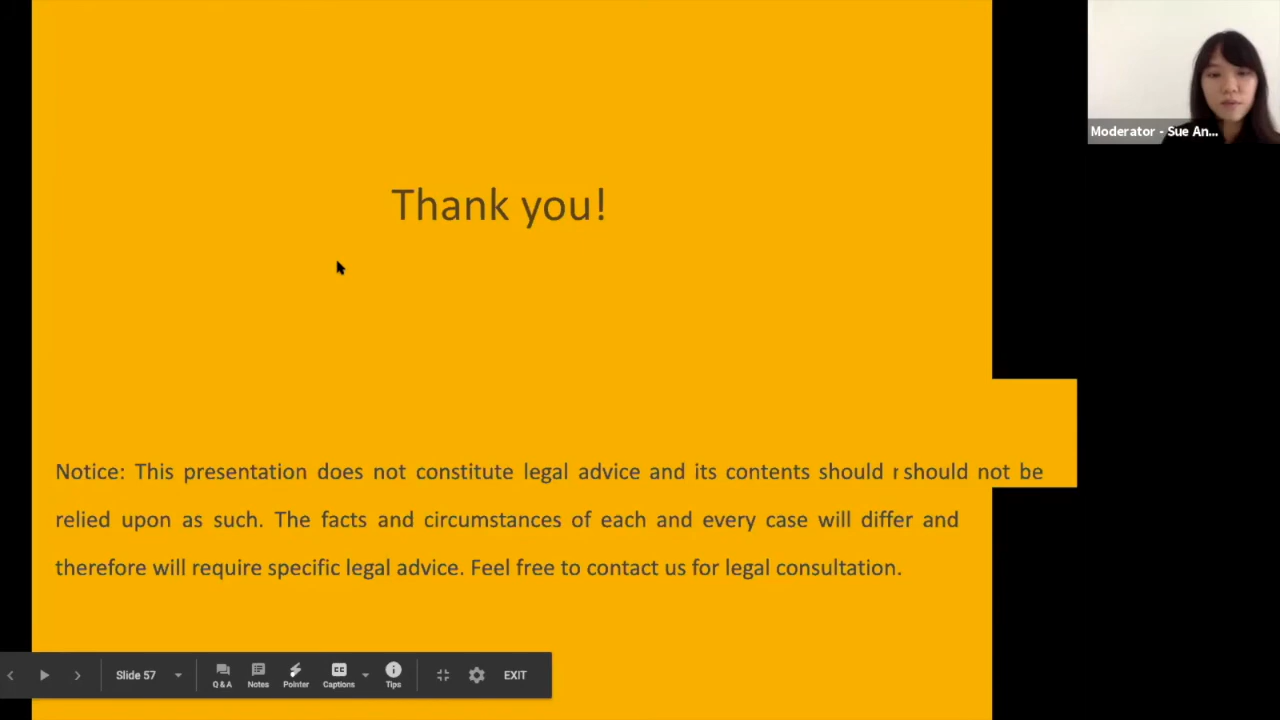 Moderator - Sue An...
Thank you!
Notice: This presentation does not constitute legal advice and its contents should r should not be
relied upon as such. The facts and circumstances of each and every case will differ and
therefore will require specific legal advice. Feel free to contact us for legal consultation.
Slide 57
Q & A
Notes
Pointer
Captions
Tips
EXIT